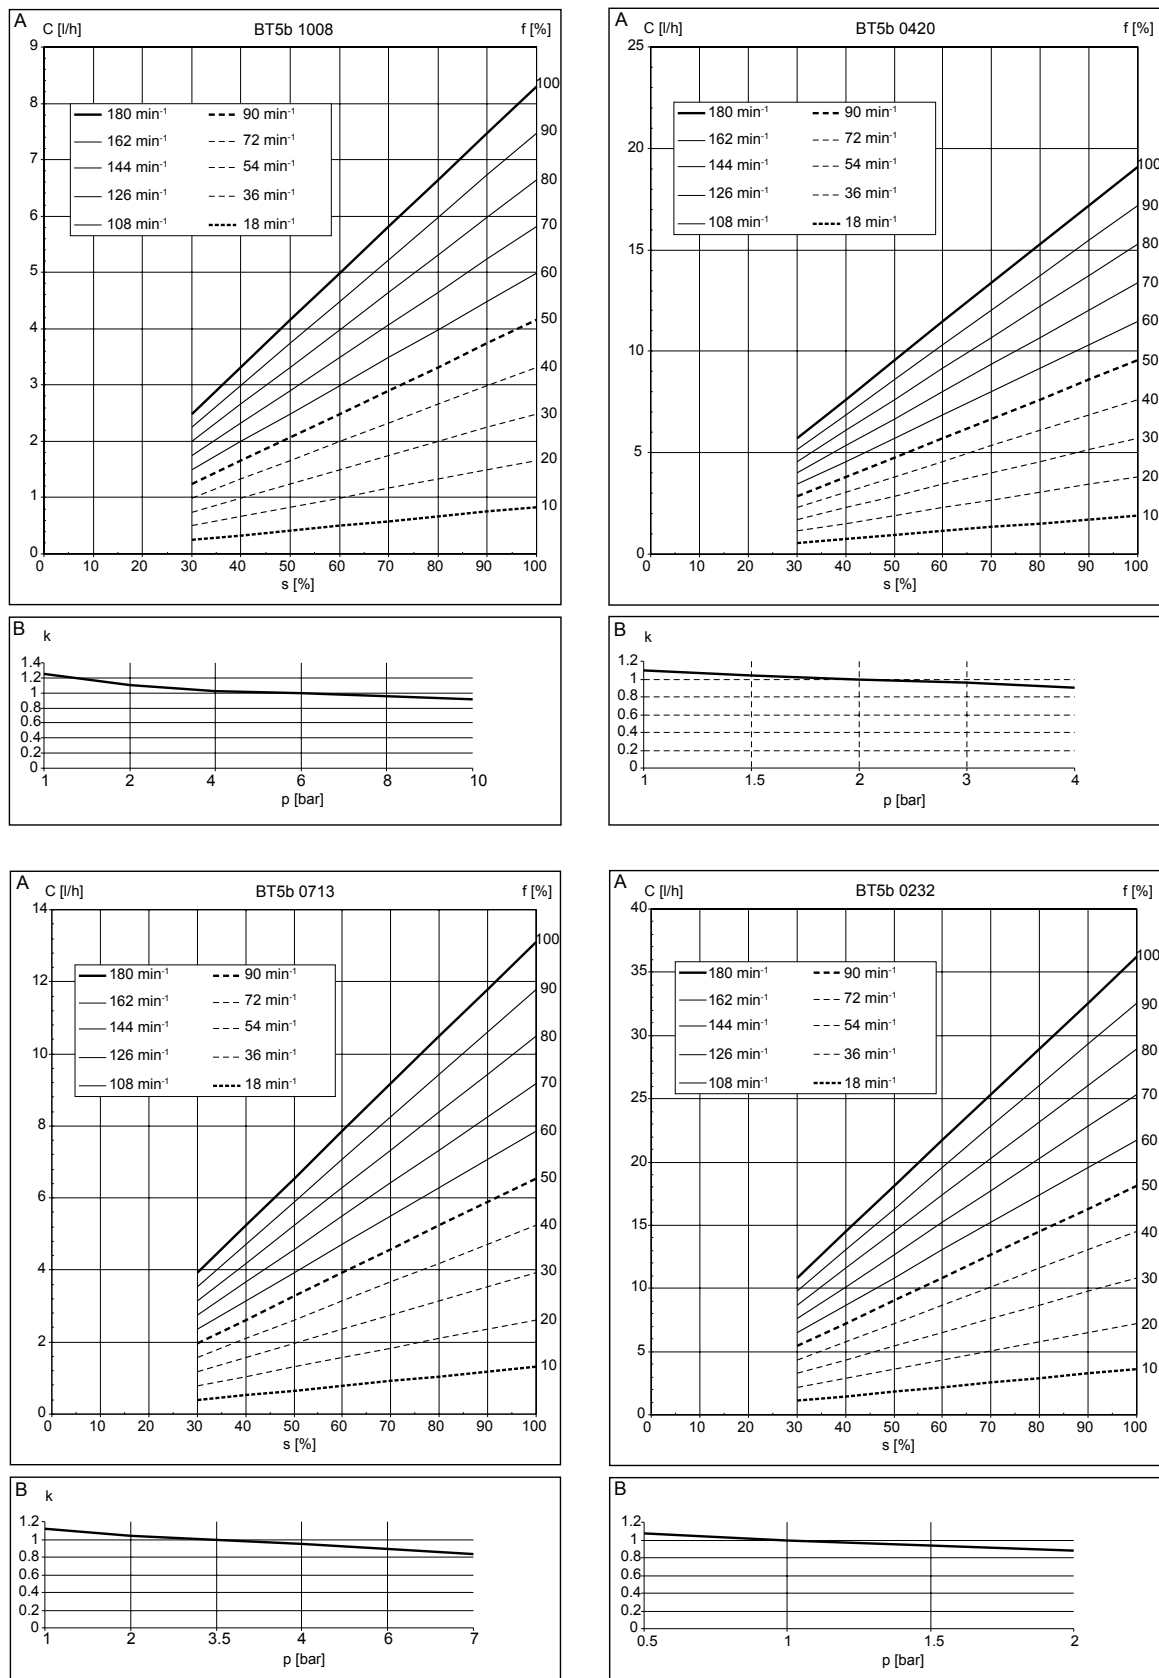 A
C [l/h] BT5b 1008 f [%]
9
8
7
6
5
4
3
2
1
0
180 min-1 90 min-1
162 min-1 72 min-1
144 min-1 54 min-1
126 min-1 36 min-1
108 min-1 18 min-1
100
90
80
70
60
50
40
30
20
10
0 10 20 30 40 50 60 70 80 90 100
s [%]
B
k
1.4
1.2
1
0.8
0.6
0.4
0.2
0
1 2 4 6 8 10
p [bar]
A
C [l/h] BT5b 0420 f [%]
25
20
15
10
5
0
180 min-1 90 min-1
162 min-1 72 min-1
144 min-1 54 min-1
126 min-1 36 min-1
108 min-1 18 min-1
100
90
80
70
60
50
40
30
20
10
0 10 20 30 40 50 60 70 80 90 100
s [%]
B
k
1.2
1
0.8
0.6
0.4
0.2
0
1 1.5 2 3 4
p [bar]
A
C [l/h] BT5b 0713 f [%]
14
12
10
8
6
4
2
0
180 min-1 90 min-1
162 min-1 72 min-1
144 min-1 54 min-1
126 min-1 36 min-1
108 min-1 18 min-1
100
90
80
70
60
50
40
30
20
10
0 10 20 30 40 50 60 70 80 90 100
s [%]
B
k
1.2
1
0.8
0.6
0.4
0.2
0
1 2 3.5 4 6 7
p [bar]
A
C [l/h] BT5b 0232 f [%]
40
35
30
25
20
15
10
5
0
180 min-1 90 min-1
162 min-1 72 min-1
144 min-1 54 min-1
126 min-1 36 min-1
108 min-1 18 min-1
100
90
80
70
60
50
40
30
20
10
0 10 20 30 40 50 60 70 80 90 100
s [%]
B
1.2
1
0.8
0.6
0.4
0.2
0
0.5 1 1.5 2
p [bar]